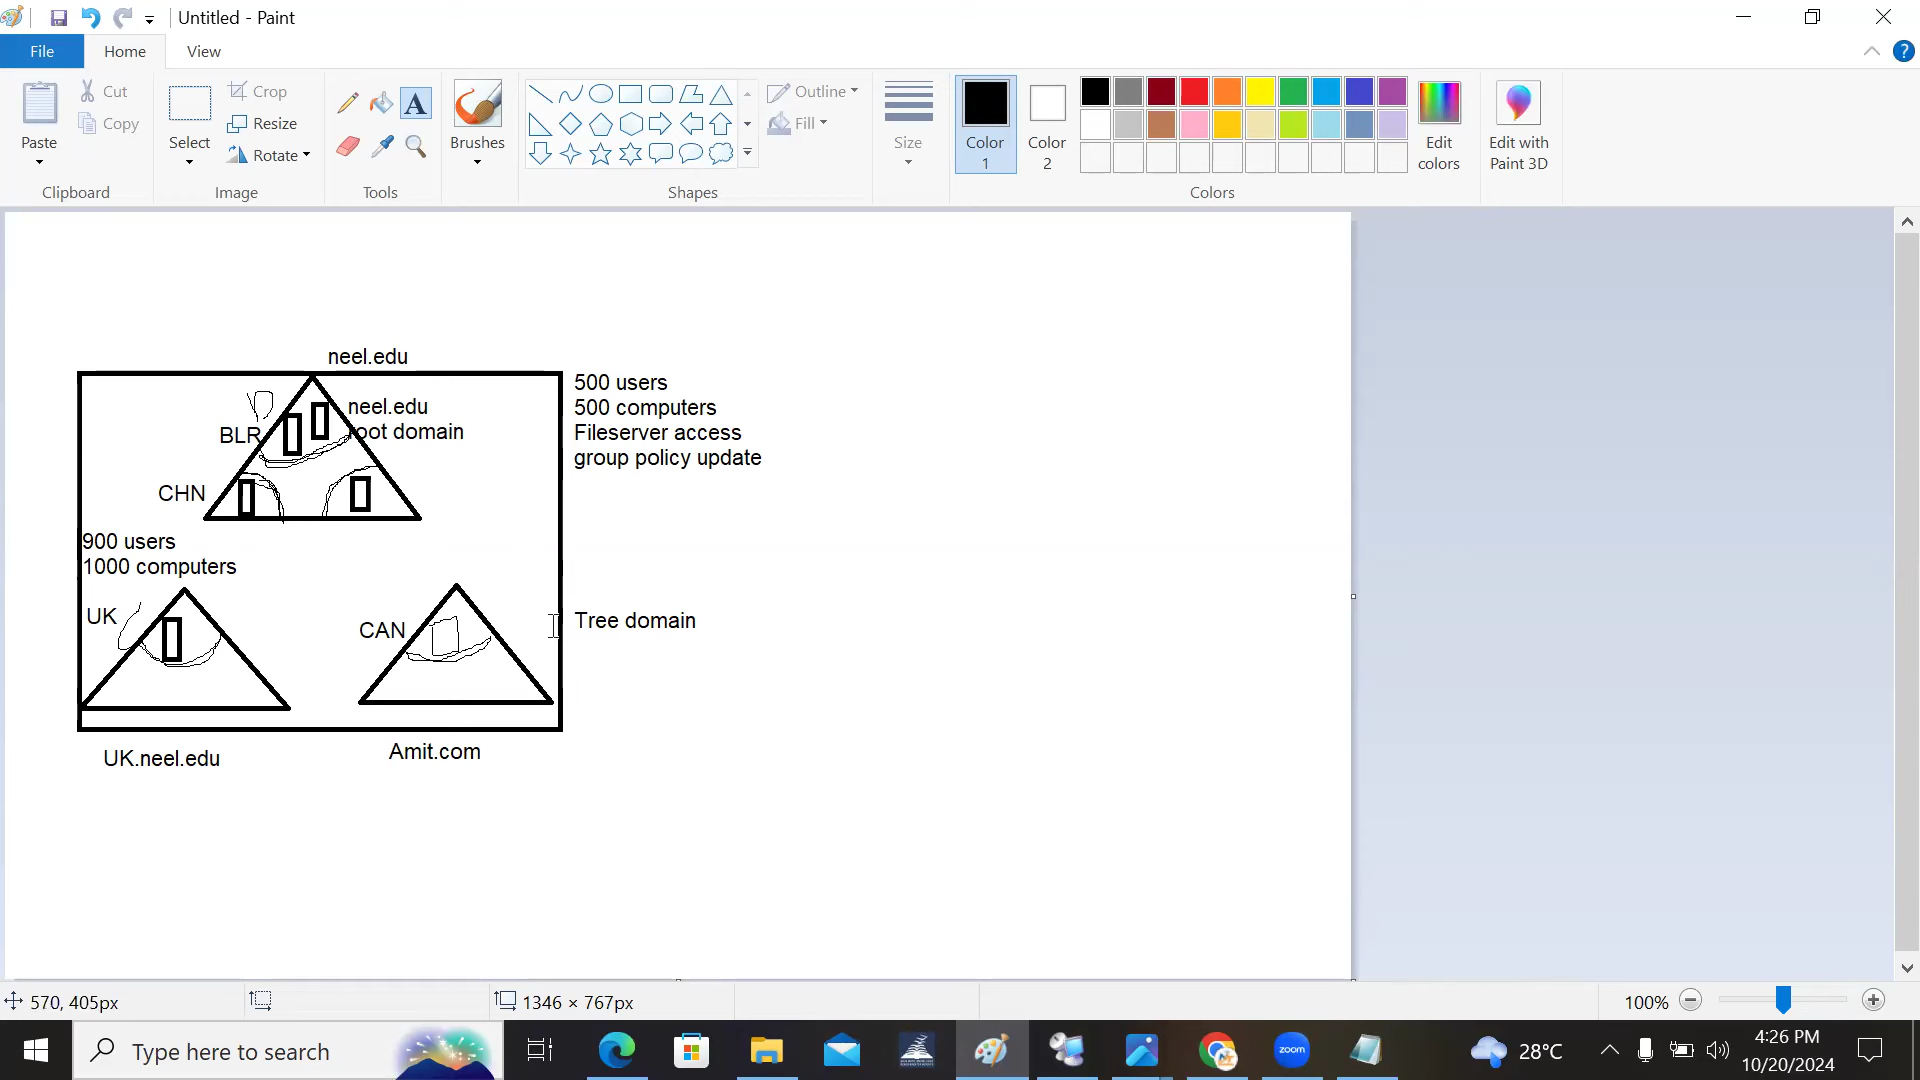 Untitled - Paint
File
Home
View
Paste
Cut
Copy
Clipboard
Select
Crop
Resize
Rotate
Image
A
Tools
Brushes
Shapes
Outline
Fill
Size
Color
1
Color
2
Colors
Edit
colors
Edit with
Paint 3D
?
neel.edu
neel.edu
root domain
BLR
CHN
500 users
500 computers
Fileserver access
group policy update
900 users
1000 computers
UK
CAN
Tree domain
UK.neel.edu
Amit.com
570, 405px
1346 × 767px
100%
Type here to search
zoom
28°C
4:26 PM
10/20/2024